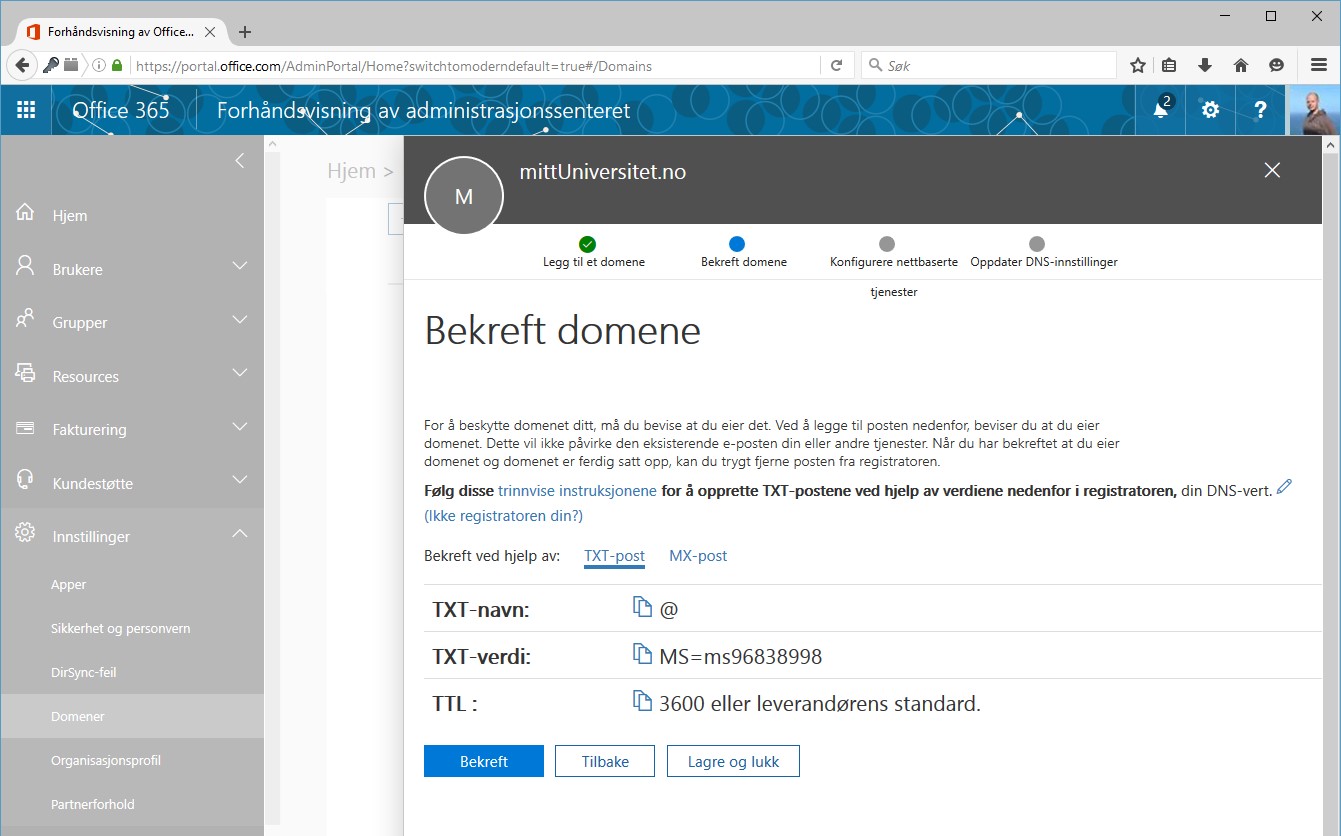 Forhåndsvisning av Office...
https://portal.office.com/AdminPortal/Home?switchtomoderndefault=true#/Domains
Søk
Office 365
Forhåndsvisning av administrasjonssenteret
2
?
Hjem >
M
mittUniversitet.no
Hjem
Brukere
Grupper
Resources
Fakturering
Kundestøtte
Innstillinger
Apper
Sikkerhet og personvern
DirSync-feil
Domener
Organisasjonsprofil
Partnerforhold
Legg til et domene
Bekreft domene
Konfigurere nettbaserte
tjenester
Oppdater DNS-innstillinger
Bekreft domene
For å beskytte domenet ditt, må du bevise at du eier det. Ved å legge til posten nedenfor, beviser du at du eier
domenet. Dette vil ikke påvirke den eksisterende e-posten din eller andre tjenester. Når du har bekreftet at du eier
domenet og domenet er ferdig satt opp, kan du trygt fjerne posten fra registratoren.
Følg disse trinnvise instruksjonene for å opprette TXT-postene ved hjelp av verdiene nedenfor i registratoren, din DNS-vert.
(Ikke registratoren din?)
Bekreft ved hjelp av: TXT-post MX-post
TXT-navn: @
TXT-verdi: MS=ms96838998
TTL : 3600 eller leverandørens standard.
Bekreft
Tilbake
Lagre og lukk